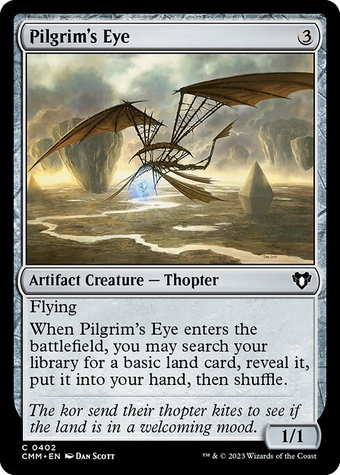 Pilgrim's Eye 3
Artifact Creature — Thopter
Flying
When Pilgrim's Eye enters the
battlefield, you may search your
library for a basic land card, reveal it,
put it into your hand, then shuffle.
The kor send their thopter kites to see if
the land is in a welcoming mood.
1/1
C 0402
CMM • EN Dan Scott
™ & © 2023 Wizards of the Coast